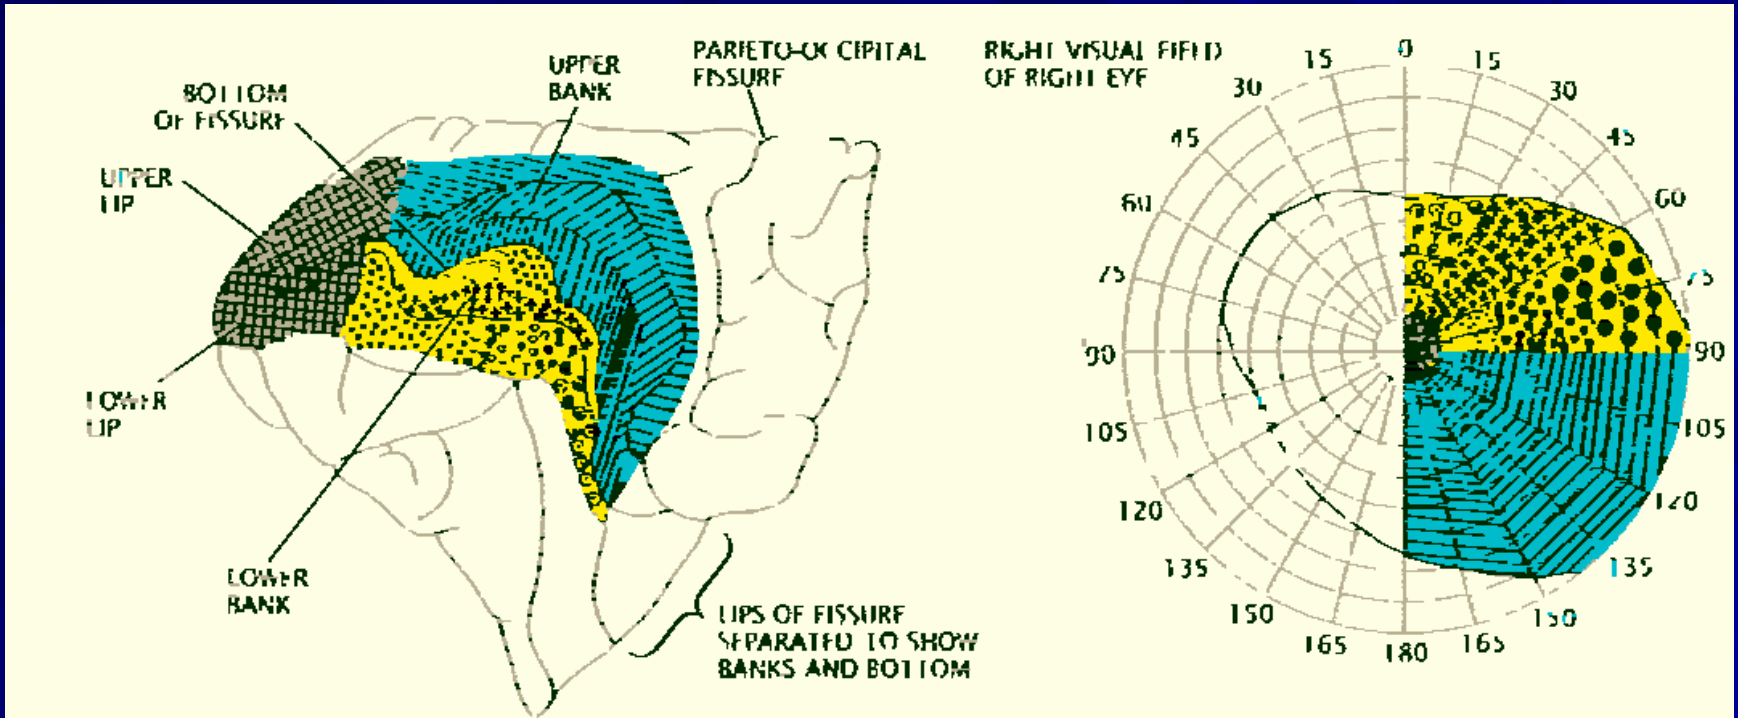 BOTTOM
OF FISSURE
UPPER
BANK
PARIETO-OCCIPITAL
FISSURE
RIGHT VISUAL FIELD
OF RIGHT EYE
UPPER
LIP
LOWER
LIP
LOWER
BANK
LIPS OF FISSURE
SEPARATED TO SHOW
BANKS AND BOTTOM
0
15
30
45
60
75
90
105
120
135
150
165
180
15
30
45
60
75
90
105
120
135
150
165